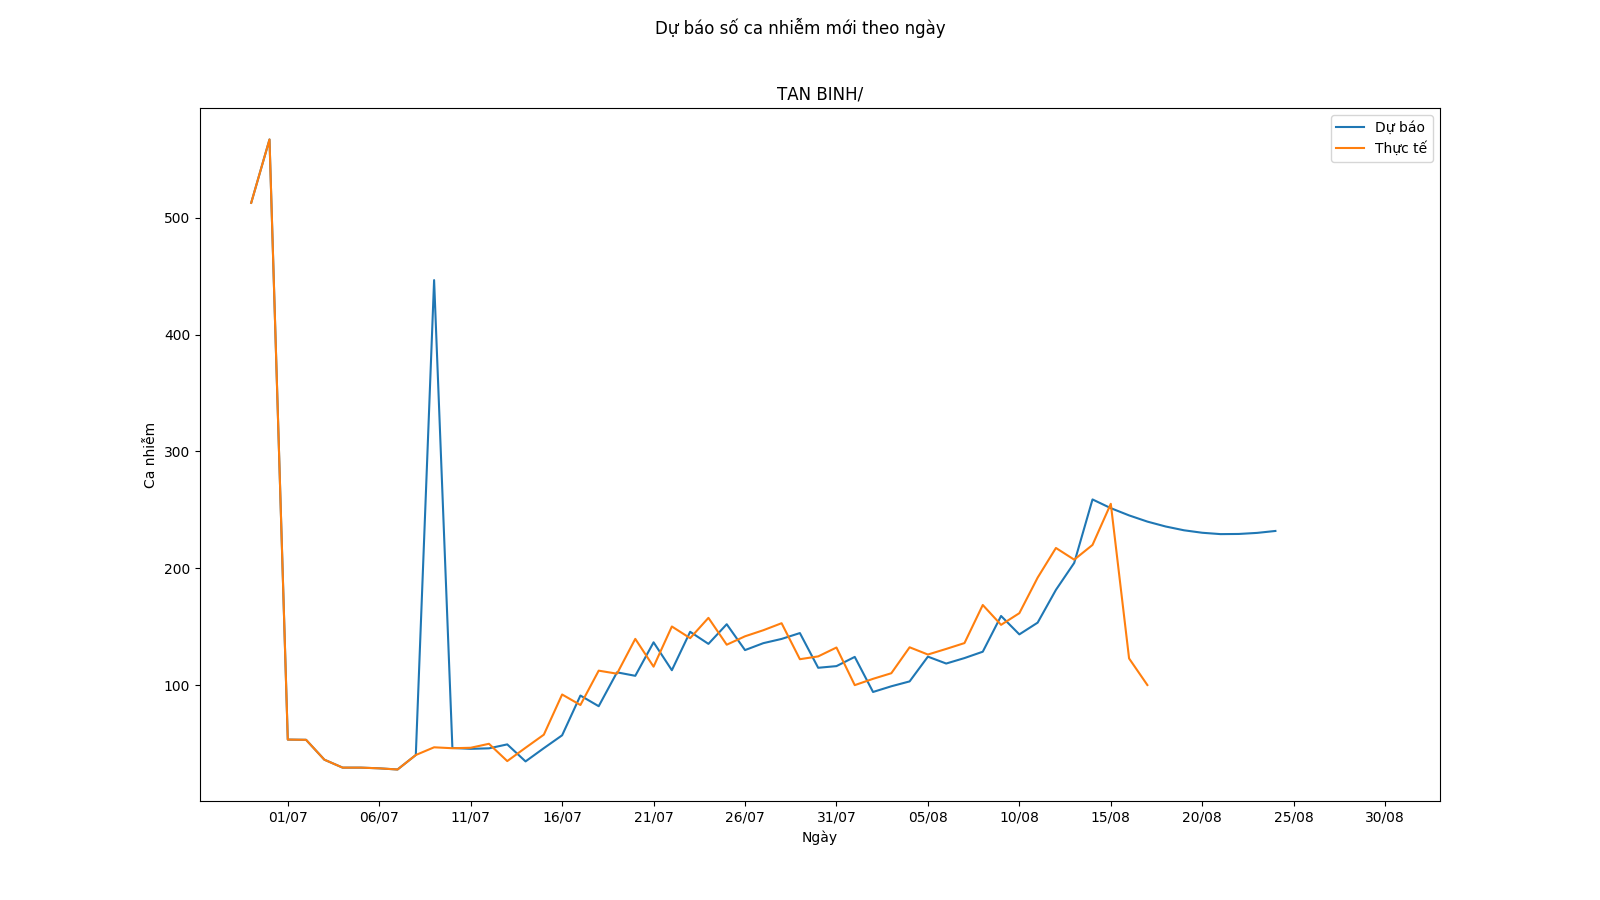 Dự báo số ca nhiễm mới theo ngày
TAN BINH/
Dự báo
Thực tế
500
400
300
200
100
Ca nhiễm
01/07 06/07 11/07 16/07 21/07 26/07 31/07 05/08 10/08 15/08 20/08 25/08 30/08
Ngày